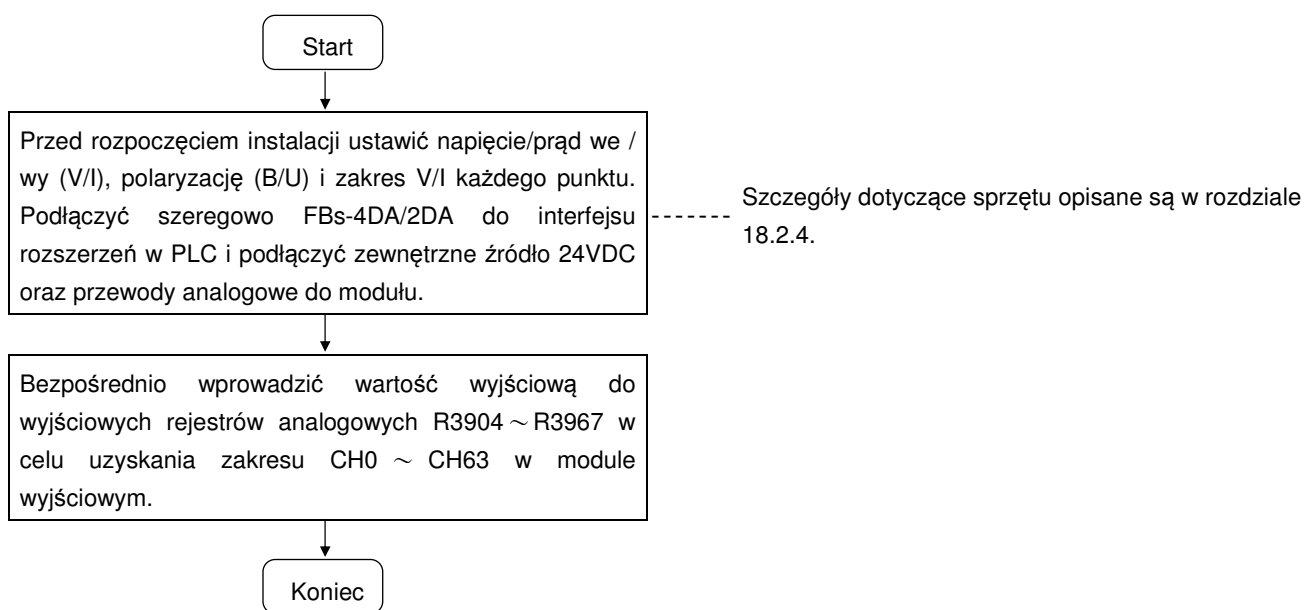 Start
Przed rozpoczęciem instalacji ustawić napięcie/prąd we /
wy (V/I), polaryzację (B/U) i zakres V/I każdego punktu.
Podłączyć szeregowo FBs-4DA/2DA do interfejsu
rozszerzeń w PLC i podłączyć zewnętrzne źródło 24VDC
oraz przewody analogowe do modułu.
Szczegóły dotyczące sprzętu opisane są w rozdziale
18.2.4.
Bezpośrednio wprowadzić wartość wyjściową do
wyjściowych rejestrów analogowych R3904～R3967 w
celu uzyskania zakresu CH0 ～ CH63 w module
wyjściowym.
Koniec